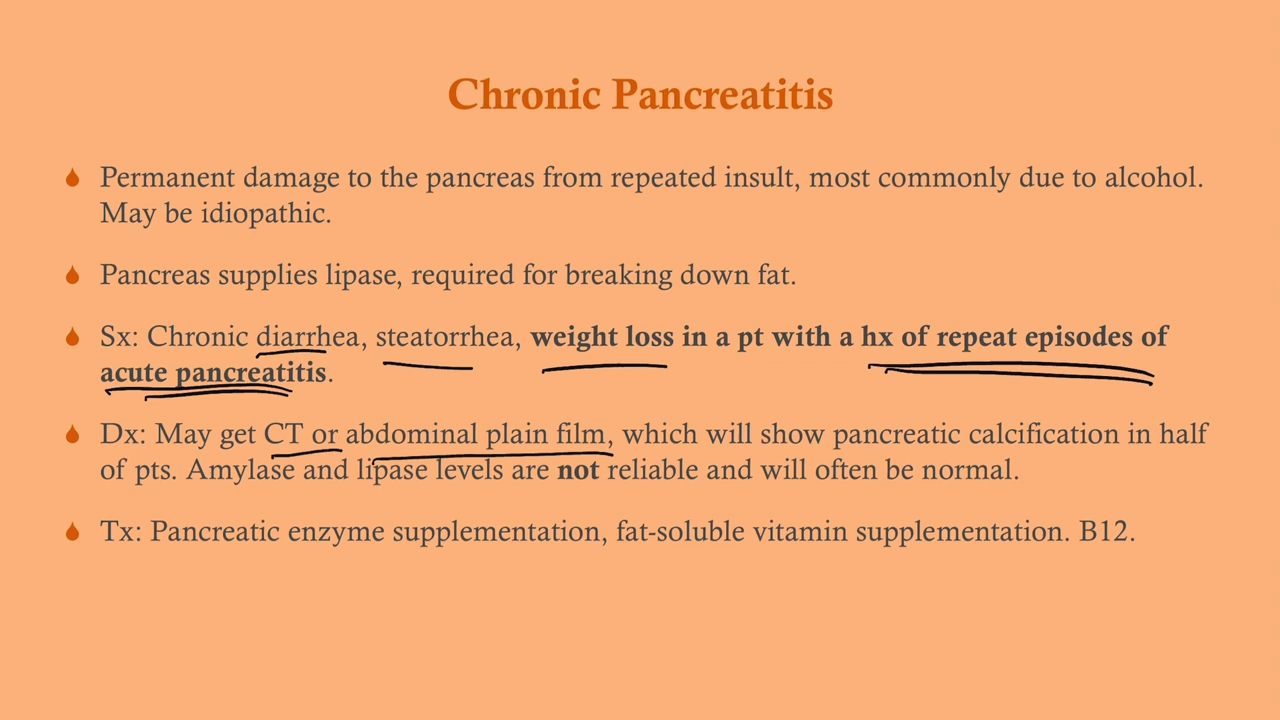 Chronic Pancreatitis
Permanent damage to the pancreas from repeated insult, most commonly due to alcohol.
May be idiopathic.
Pancreas supplies lipase, required for breaking down fat.
Sx: Chronic diarrhea, steatorrhea, weight loss in a pt with a hx of repeat episodes of
acute pancreatitis.
Dx: May get CT or abdominal plain film, which will show pancreatic calcification in half
of pts. Amylase and lipase levels are not reliable and will often be normal.
Tx: Pancreatic enzyme supplementation, fat-soluble vitamin supplementation. B12.